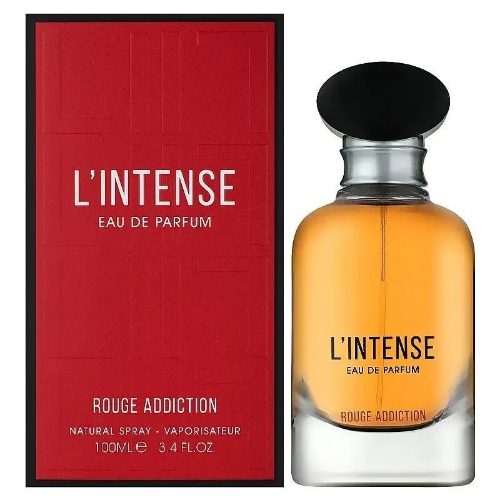 L'INTENSE
EAU DE PARFUM
ROUGE ADDICTION
NATURAL SPRAY - VAPORISATEUR
100ML℮ 3.4 FL.OZ.
L'INTENSE
EAU DE PARFUM
ROUGE ADDICTION